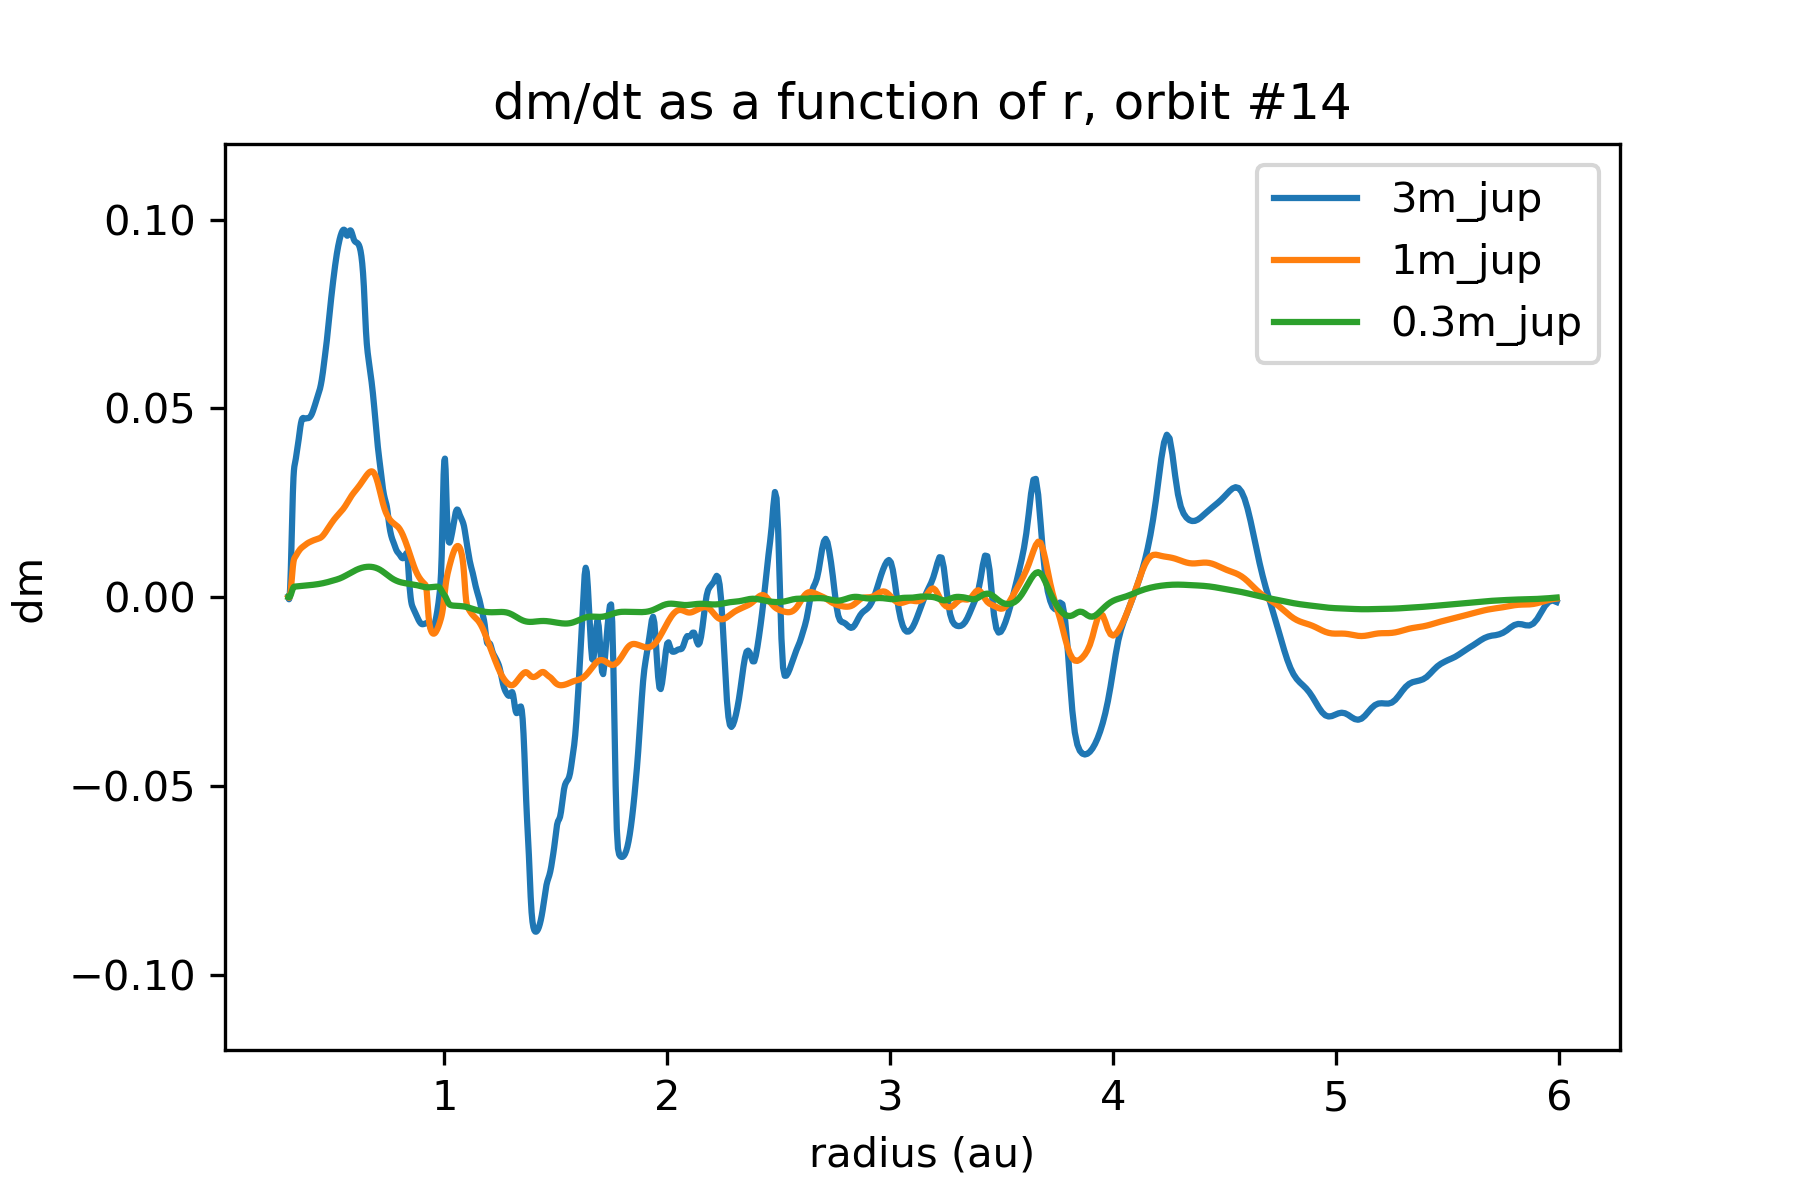 dm/dt as a function of r, orbit #14
3m_jup
1m_jup
0.3m_jup
0.10
0.05
0.00
−0.05
−0.10
dm
1 2 3 4 5 6
radius (au)